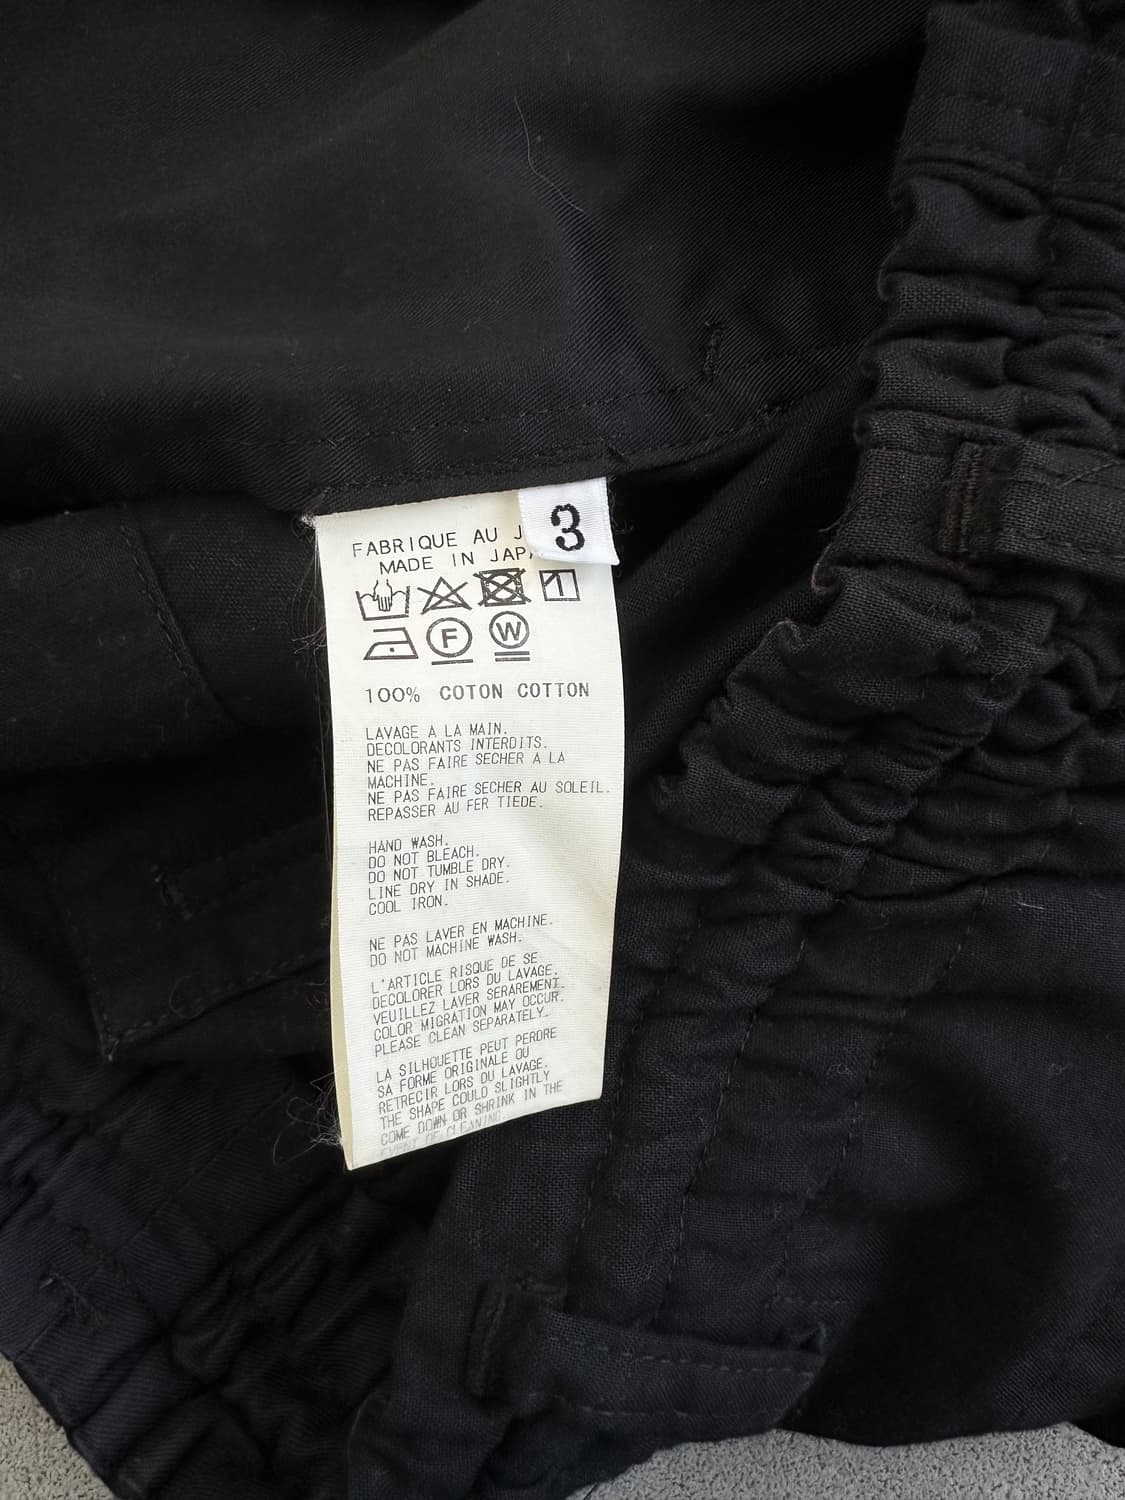 3
FABRIQUE AU J
MADE IN JAP
F W
100% COTON COTTON
LAVAGE A LA MAIN.
DECOLORANTS INTERDITS.
NE PAS FAIRE SECHER A LA
MACHINE.
NE PAS FAIRE SECHER AU SOLEIL.
REPASSER AU FER TIEDE.
HAND WASH.
DO NOT BLEACH.
DO NOT TUMBLE DRY.
LINE DRY IN SHADE.
COOL IRON.
NE PAS LAVER EN MACHINE.
DO NOT MACHINE WASH.
L'ARTICLE RISQUE DE SE
DECOLORER LORS DU LAVAGE.
VEUILLEZ LAVER SERAREMENT.
COLOR MIGRATION MAY OCCUR.
PLEASE CLEAN SEPARATELY.
LA SILHOUETTE PEUT PERDRE
SA FORME ORIGINALE OU
RETRECIR LORS DU LAVAGE.
THE SHAPE COULD SLIGHTLY
COME DOWN OR SHRINK IN THE
EVENT OF CLEANING.